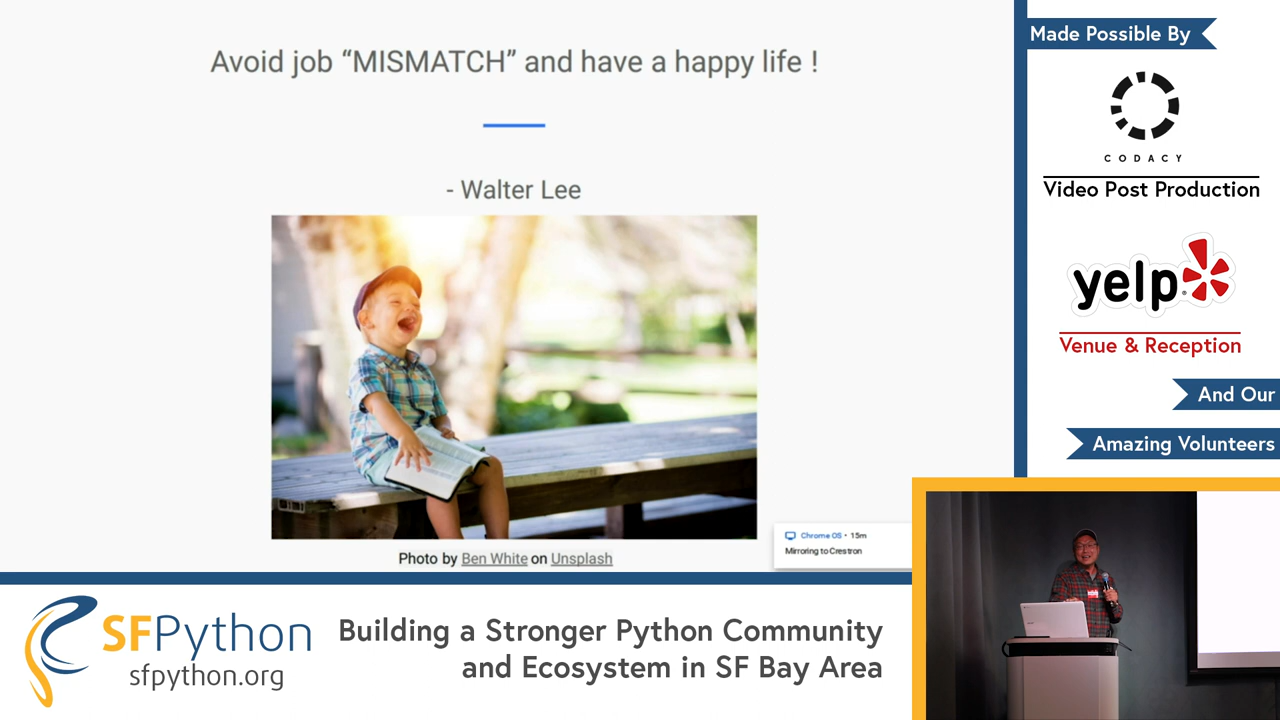 Avoid job “MISMATCH” and have a happy life !
- Walter Lee
Photo by Ben White on Unsplash
Chrome OS • 15m
Mirroring to Crestron
Made Possible By
CODACY
Video Post Production
yelp
Venue & Reception
And Our
Amazing Volunteers
SFPython
sfpython.org
Building a Stronger Python Community
and Ecosystem in SF Bay Area